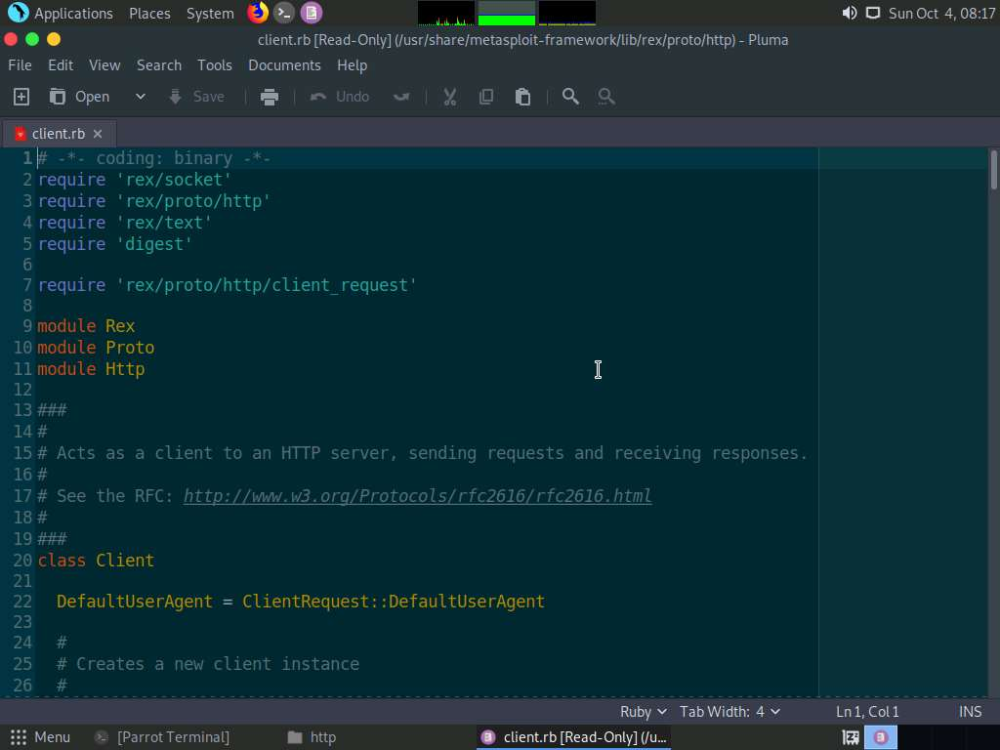 Applications Places System Sun Oct 4, 08:17
client.rb [Read-Only] (/usr/share/metasploit-framework/lib/rex/proto/http) - Pluma
File Edit View Search Tools Documents Help
Open Save Undo
client.rb
1 # -*- coding: binary -*-
2 require 'rex/socket'
3 require 'rex/proto/http'
4 require 'rex/text'
5 require 'digest'
6
7 require 'rex/proto/http/client_request'
8
9 module Rex
10 module Proto
11 module Http
12
13 ###
14 #
15 # Acts as a client to an HTTP server, sending requests and receiving responses.
16 #
17 # See the RFC: http://www.w3.org/Protocols/rfc2616/rfc2616.html
18 #
19 ###
20 class Client
21
22 DefaultUserAgent = ClientRequest::DefaultUserAgent
23
24 #
25 # Creates a new client instance
26 #
Ruby Tab Width: 4 Ln 1, Col 1 INS
Menu [Parrot Terminal] http client.rb [Read-Only] (/u...